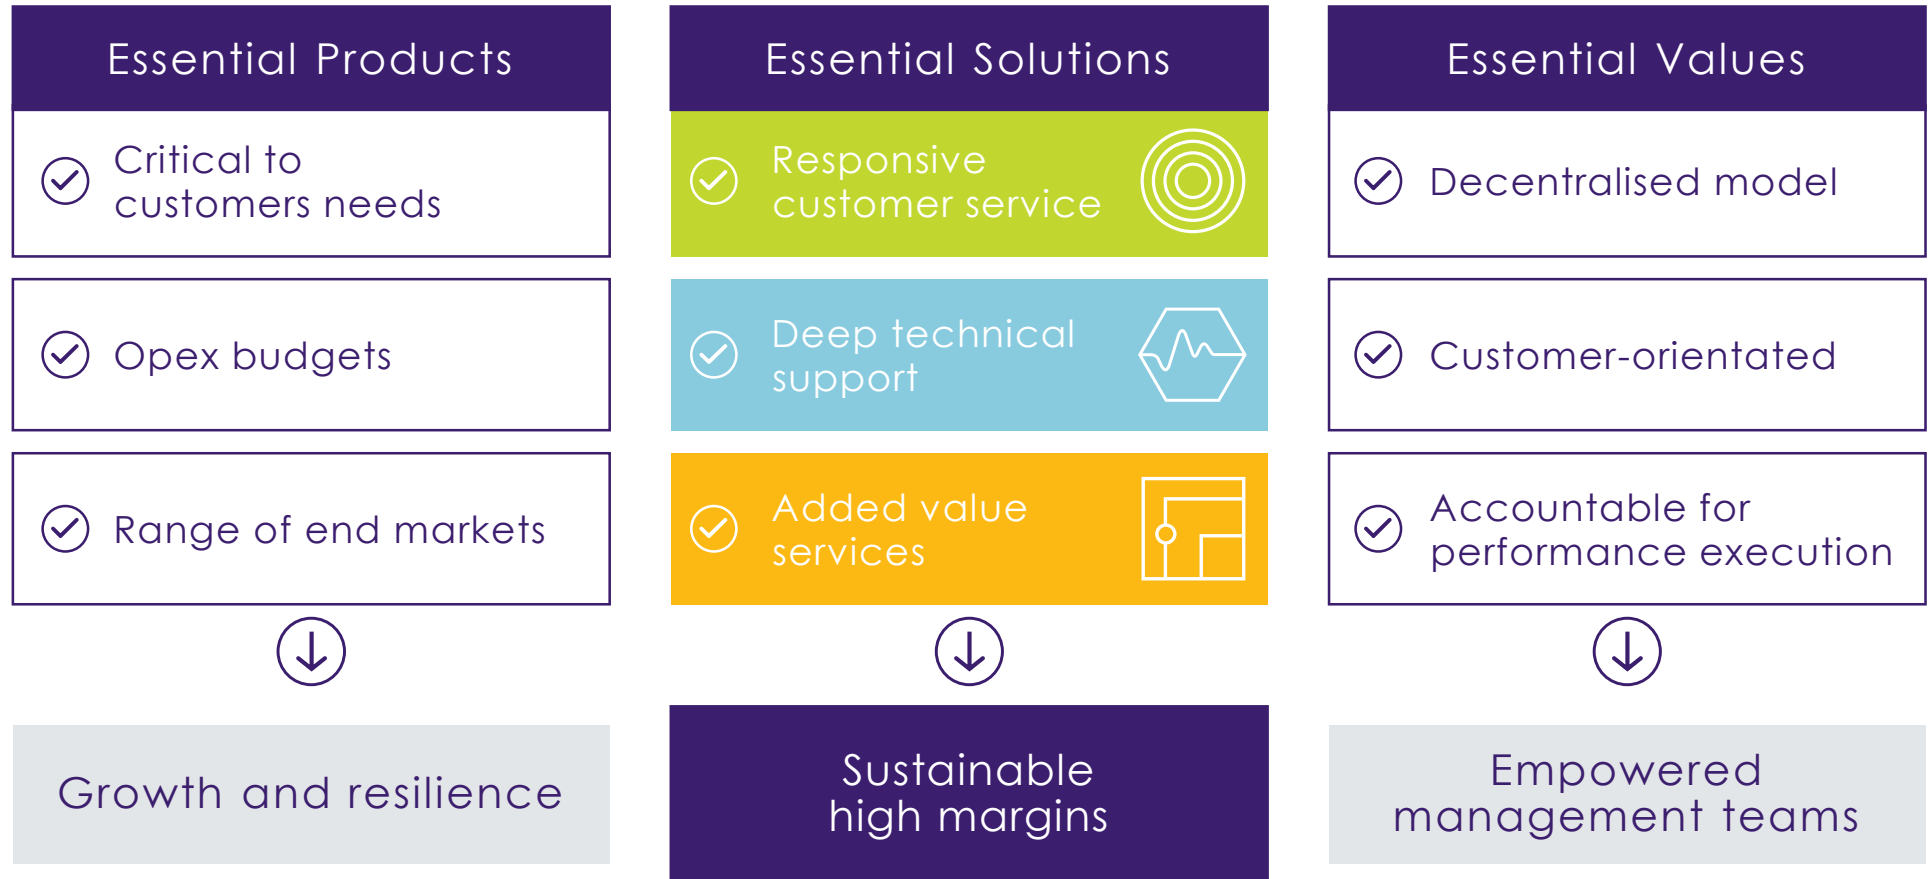 Essential Products
Critical to
customers needs
Opex budgets
Range of end markets
Growth and resilience
Essential Solutions
Responsive
customer service
Deep technical
support
Added value
services
Sustainable
high margins
Essential Values
Decentralised model
Customer-orientated
Accountable for
performance execution
Empowered
management teams